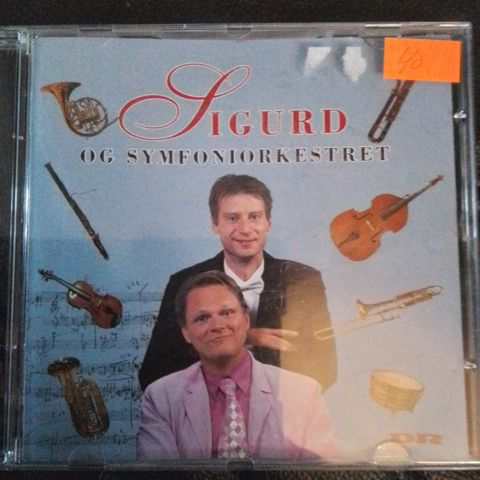 40
SIGURD
OG SYMFONIORKESTRET
DR